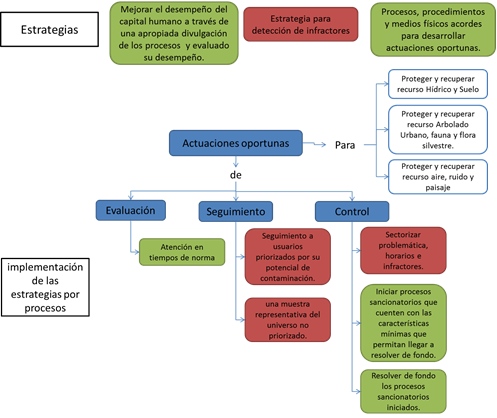 Estrategias
Mejorar el desempeño del
capital humano a través de
una apropiada divulgación
de los procesos y evaluado
su desempeño.
Estrategia para
detección de infractores
Procesos, procedimientos
y medios físicos acordes
para desarrollar
actuaciones oportunas.
Proteger y recuperar
recurso Hídrico y Suelo
Proteger y recuperar
recurso Arbolado
Urbano, fauna y flora
silvestre.
Proteger y recuperar
recurso aire, ruido y
paisaje
Actuaciones oportunas
Para
de
Evaluación
Seguimiento
Control
Atención en
tiempos de norma
Seguimiento a
usuarios
priorizados por su
potencial de
contaminación.
una muestra
representativa del
universo no
priorizado.
Sectorizar
problemática,
horarios e
infractores.
Iniciar procesos
sancionatorios que
cuenten con las
características
mínimas que
permitan llegar a
resolver de fondo.
Resolver de fondo
los procesos
sancionatorios
iniciados.
implementación
de las
estrategias por
procesos